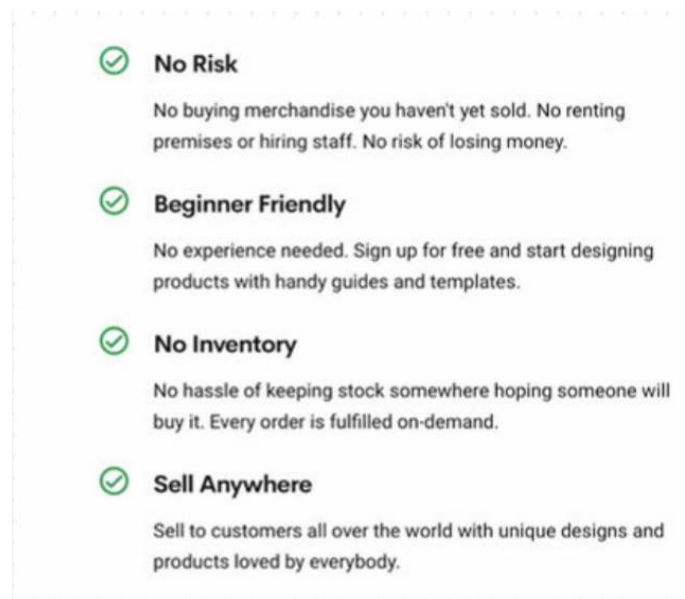 No Risk
No buying merchandise you haven't yet sold. No renting
premises or hiring staff. No risk of losing money.
Beginner Friendly
No experience needed. Sign up for free and start designing
products with handy guides and templates.
No Inventory
No hassle of keeping stock somewhere hoping someone will
buy it. Every order is fulfilled on-demand.
Sell Anywhere
Sell to customers all over the world with unique designs and
products loved by everybody.